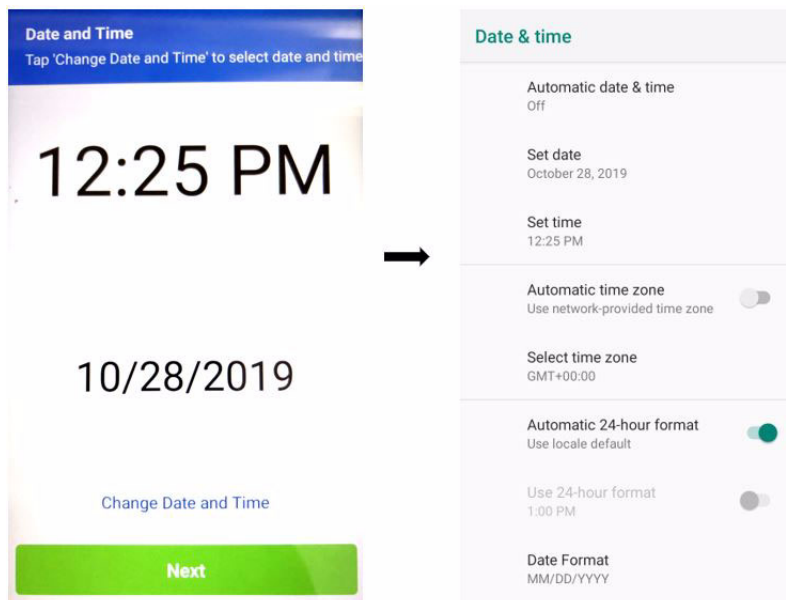 Date and Time
Tap 'Change Date and Time' to select date and time
12:25 PM
10/28/2019
Change Date and Time
Next
Date & time
Automatic date & time
Off
Set date
October 28, 2019
Set time
12:25 PM
Automatic time zone
Use network-provided time zone
Select time zone
GMT+00:00
Automatic 24-hour format
Use locale default
Use 24-hour format
1:00 PM
Date Format
MM/DD/YYYY